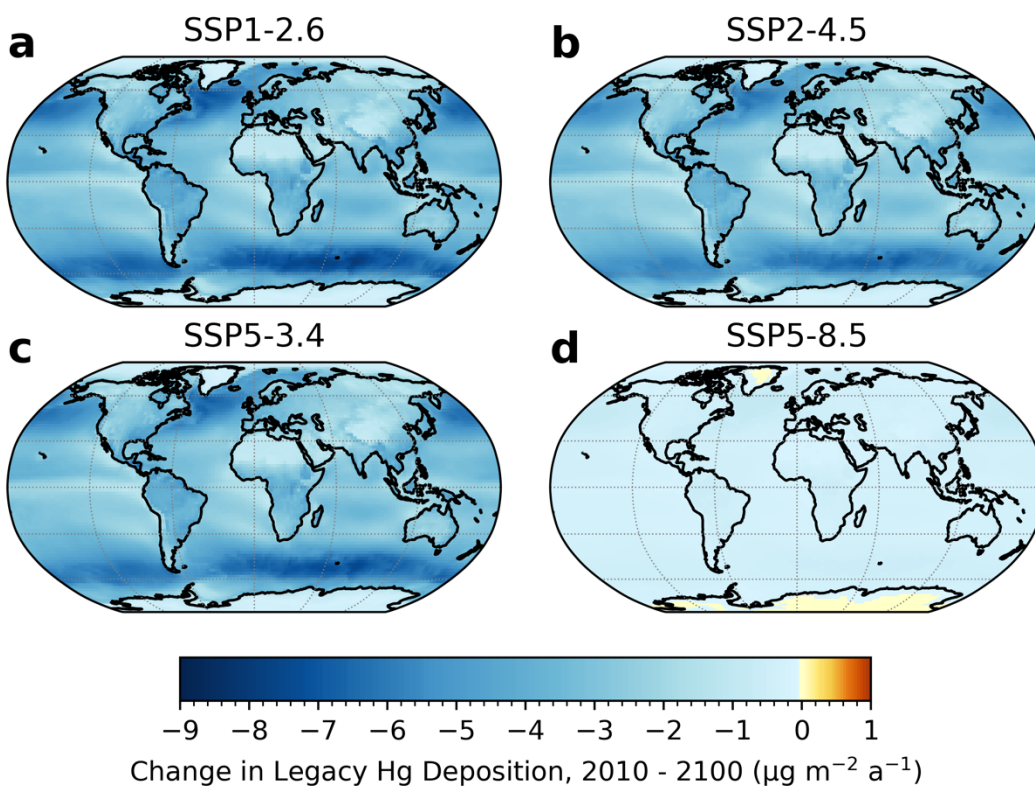 a SSP1-2.6
b SSP2-4.5
c SSP5-3.4
d SSP5-8.5
−9 −8 −7 −6 −5 −4 −3 −2 −1 0 1
Change in Legacy Hg Deposition, 2010 - 2100 (μg m⁻² a⁻¹)